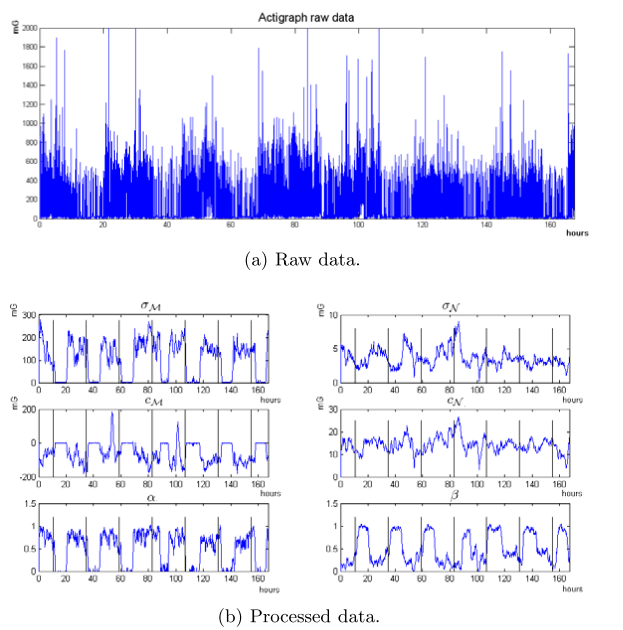 Actigraph raw data
mG
2000
1800
1600
1400
1200
1000
800
600
400
200
0
0 20 40 60 80 100 120 140 160
hours
(a) Raw data.
σ_M σ_N
mG mG
300 10
200
100 5
0 0
0 20 40 60 80 100 120 140 160 0 20 40 60 80 100 120 140 160
hours hours
c_M c_N
mG mG
200 30
20
0
10
-200 0
0 20 40 60 80 100 120 140 160 0 20 40 60 80 100 120 140 160
hours hours
α β
1.5 1.5
1 1
0.5 0.5
0 0
0 20 40 60 80 100 120 140 160 0 20 40 60 80 100 120 140 160
hours hours
(b) Processed data.